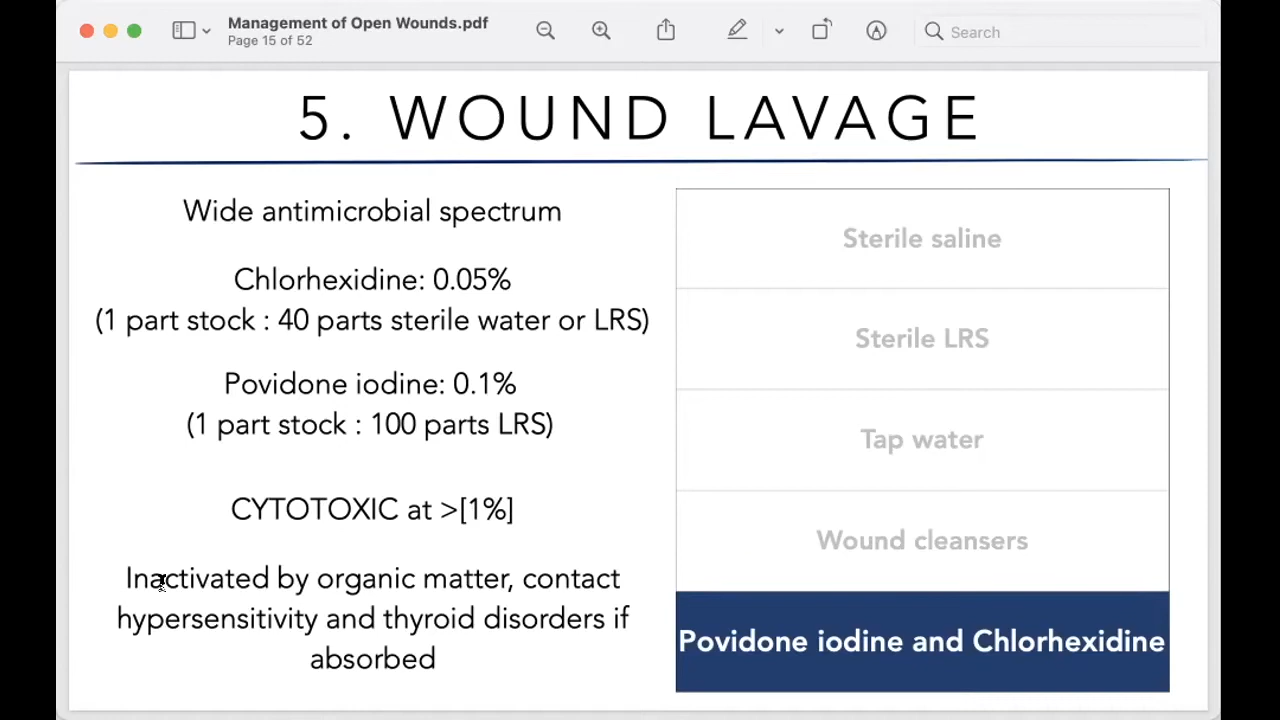 Management of Open Wounds.pdf
Page 15 of 52
Search
5. WOUND LAVAGE
Wide antimicrobial spectrum
Chlorhexidine: 0.05%
(1 part stock : 40 parts sterile water or LRS)
Povidone iodine: 0.1%
(1 part stock : 100 parts LRS)
CYTOTOXIC at >[1%]
Inactivated by organic matter, contact
hypersensitivity and thyroid disorders if
absorbed
Sterile saline
Sterile LRS
Tap water
Wound cleansers
Povidone iodine and Chlorhexidine